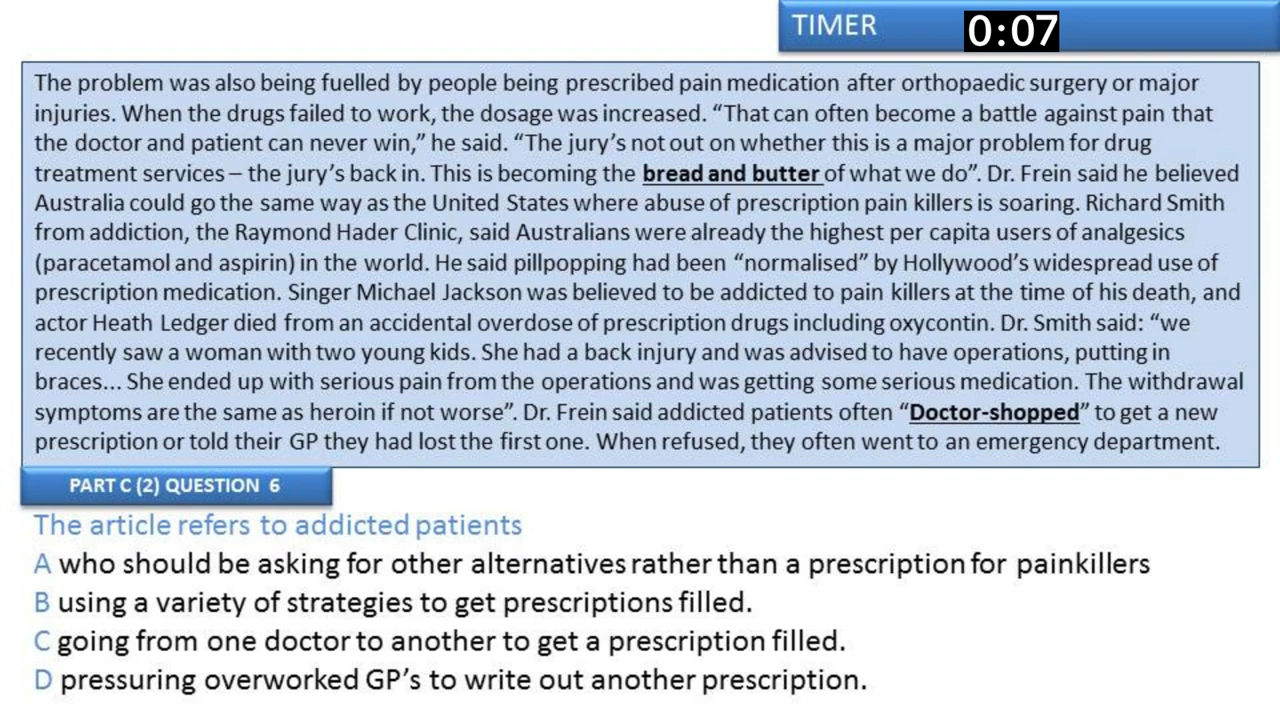 TIMER 0:07
The problem was also being fuelled by people being prescribed pain medication after orthopaedic surgery or major
injuries. When the drugs failed to work, the dosage was increased. “That can often become a battle against pain that
the doctor and patient can never win,” he said. “The jury’s not out on whether this is a major problem for drug
treatment services – the jury’s back in. This is becoming the bread and butter of what we do”. Dr. Frein said he believed
Australia could go the same way as the United States where abuse of prescription pain killers is soaring. Richard Smith
from addiction, the Raymond Hader Clinic, said Australians were already the highest per capita users of analgesics
(paracetamol and aspirin) in the world. He said pillpopping had been “normalised” by Hollywood’s widespread use of
prescription medication. Singer Michael Jackson was believed to be addicted to pain killers at the time of his death, and
actor Heath Ledger died from an accidental overdose of prescription drugs including oxycontin. Dr. Smith said: “we
recently saw a woman with two young kids. She had a back injury and was advised to have operations, putting in
braces... She ended up with serious pain from the operations and was getting some serious medication. The withdrawal
symptoms are the same as heroin if not worse”. Dr. Frein said addicted patients often “Doctor-shopped” to get a new
prescription or told their GP they had lost the first one. When refused, they often went to an emergency department.
PART C (2) QUESTION 6
The article refers to addicted patients
A who should be asking for other alternatives rather than a prescription for painkillers
B using a variety of strategies to get prescriptions filled.
C going from one doctor to another to get a prescription filled.
D pressuring overworked GP’s to write out another prescription.